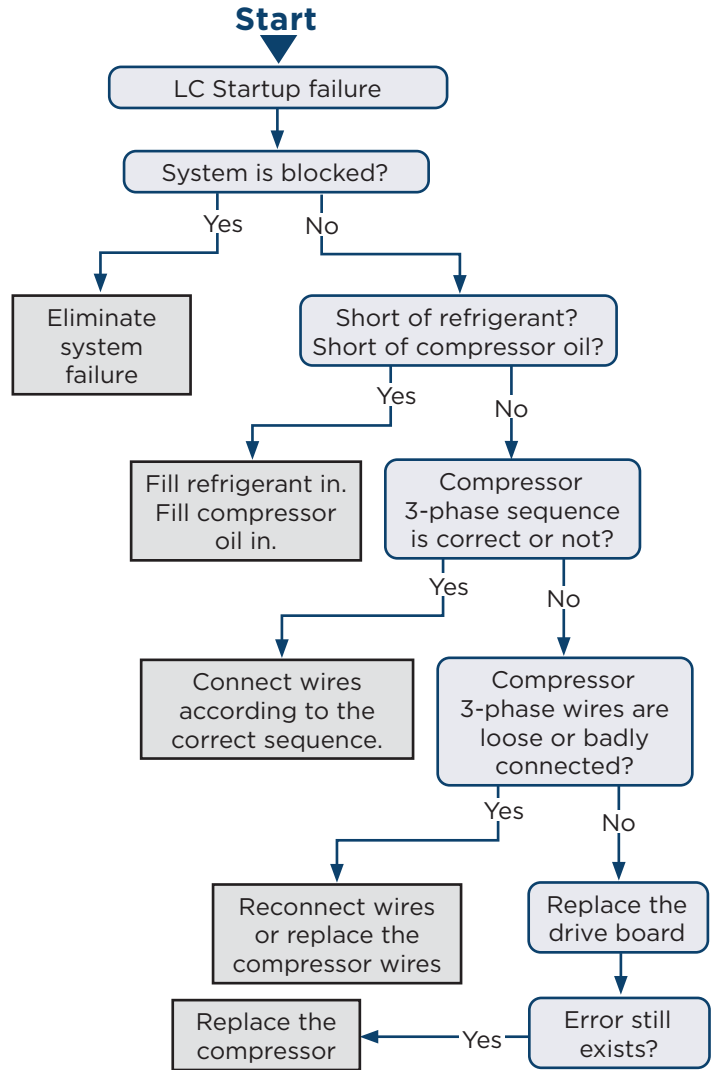 Start
LC Startup failure
System is blocked?
Yes
No
Eliminate
system
failure
Short of refrigerant?
Short of compressor oil?
Yes
No
Fill refrigerant in.
Fill compressor
oil in.
Compressor
3-phase sequence
is correct or not?
Yes
No
Connect wires
according to the
correct sequence.
Compressor
3-phase wires are
loose or badly
connected?
Yes
No
Reconnect wires
or replace the
compressor wires
Replace the
drive board
Error still
exists?
Yes
Replace the
compressor